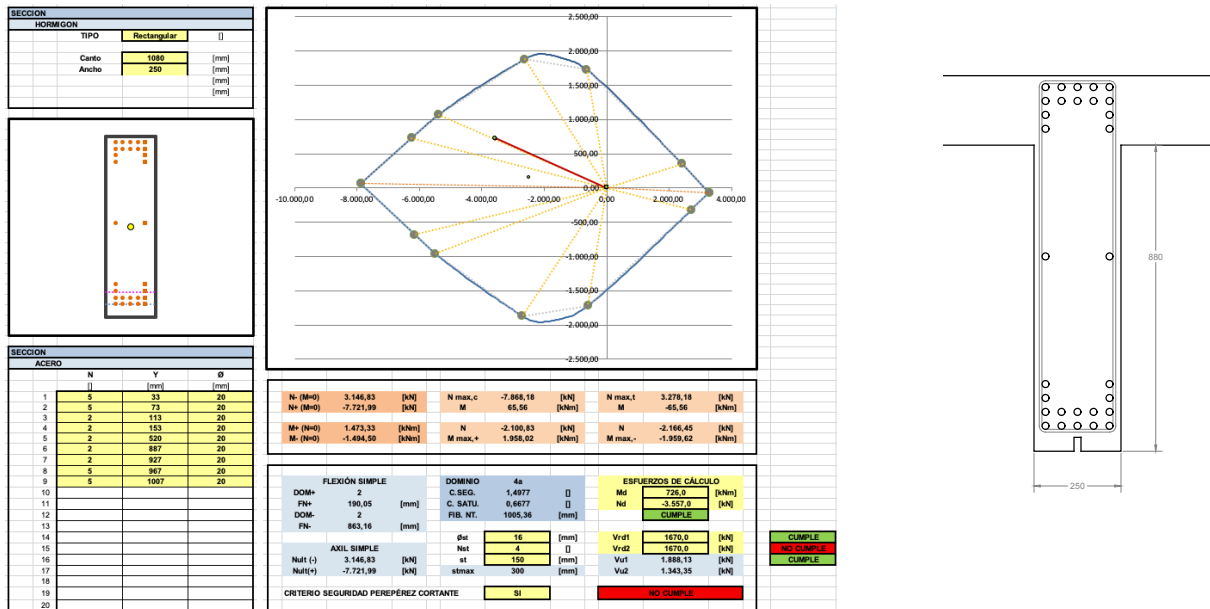 SECCION
HORMIGON
TIPO Rectangular []
Canto 1080 [mm]
Ancho 250 [mm]
[mm]
[mm]
2.500,00
2.000,00
1.500,00
1.000,00
500,00
0,00
-10.000,00 -8.000,00 -6.000,00 -4.000,00 -2.000,00 0,00 2.000,00 4.000,00
-500,00
-1.000,00
-1.500,00
-2.000,00
-2.500,00
SECCION
ACERO
N Y Ø
[] [mm] [mm]
1 5 33 20
2 5 73 20
3 2 113 20
4 2 153 20
5 2 520 20
6 2 887 20
7 2 927 20
8 5 967 20
9 5 1007 20
10
11
12
13
14
15
16
17
18
19
20
N- (M=0) 3.146,83 [kN] N max,c -7.868,18 [kN] N max,t 3.278,18 [kN]
N+ (M=0) -7.721,99 [kN] M 65,56 [kNm] M -65,56 [kNm]
M+ (N=0) 1.473,33 [kNm] N -2.100,83 [kN] N -2.166,45 [kN]
M- (N=0) -1.494,50 [kNm] M max,+ 1.958,02 [kNm] M max,- -1.959,62 [kNm]
FLEXIÓN SIMPLE DOMINIO 4a ESFUERZOS DE CÁLCULO
DOM+ 2 C.SEG. 1,4977 [] Md 726,0 [kNm]
FN+ 190,05 [mm] C. SATU. 0,6677 [] Nd -3.557,0 [kN]
DOM- 2 FIB. NT. 1005,36 [mm] CUMPLE
FN- 863,16 [mm]
Øst 16 [mm] Vrd1 1670,0 [kN] CUMPLE
AXIL SIMPLE Nst 4 [] Vrd2 1670,0 [kN] NO CUMPLE
Nult (-) 3.146,83 [kN] st 150 [mm] Vu1 1.888,13 [kN] CUMPLE
Nult(+) -7.721,99 [kN] stmax 300 [mm] Vu2 1.343,35 [kN]
CRITERIO SEGURIDAD PEREPÉREZ CORTANTE SI NO CUMPLE
880
250